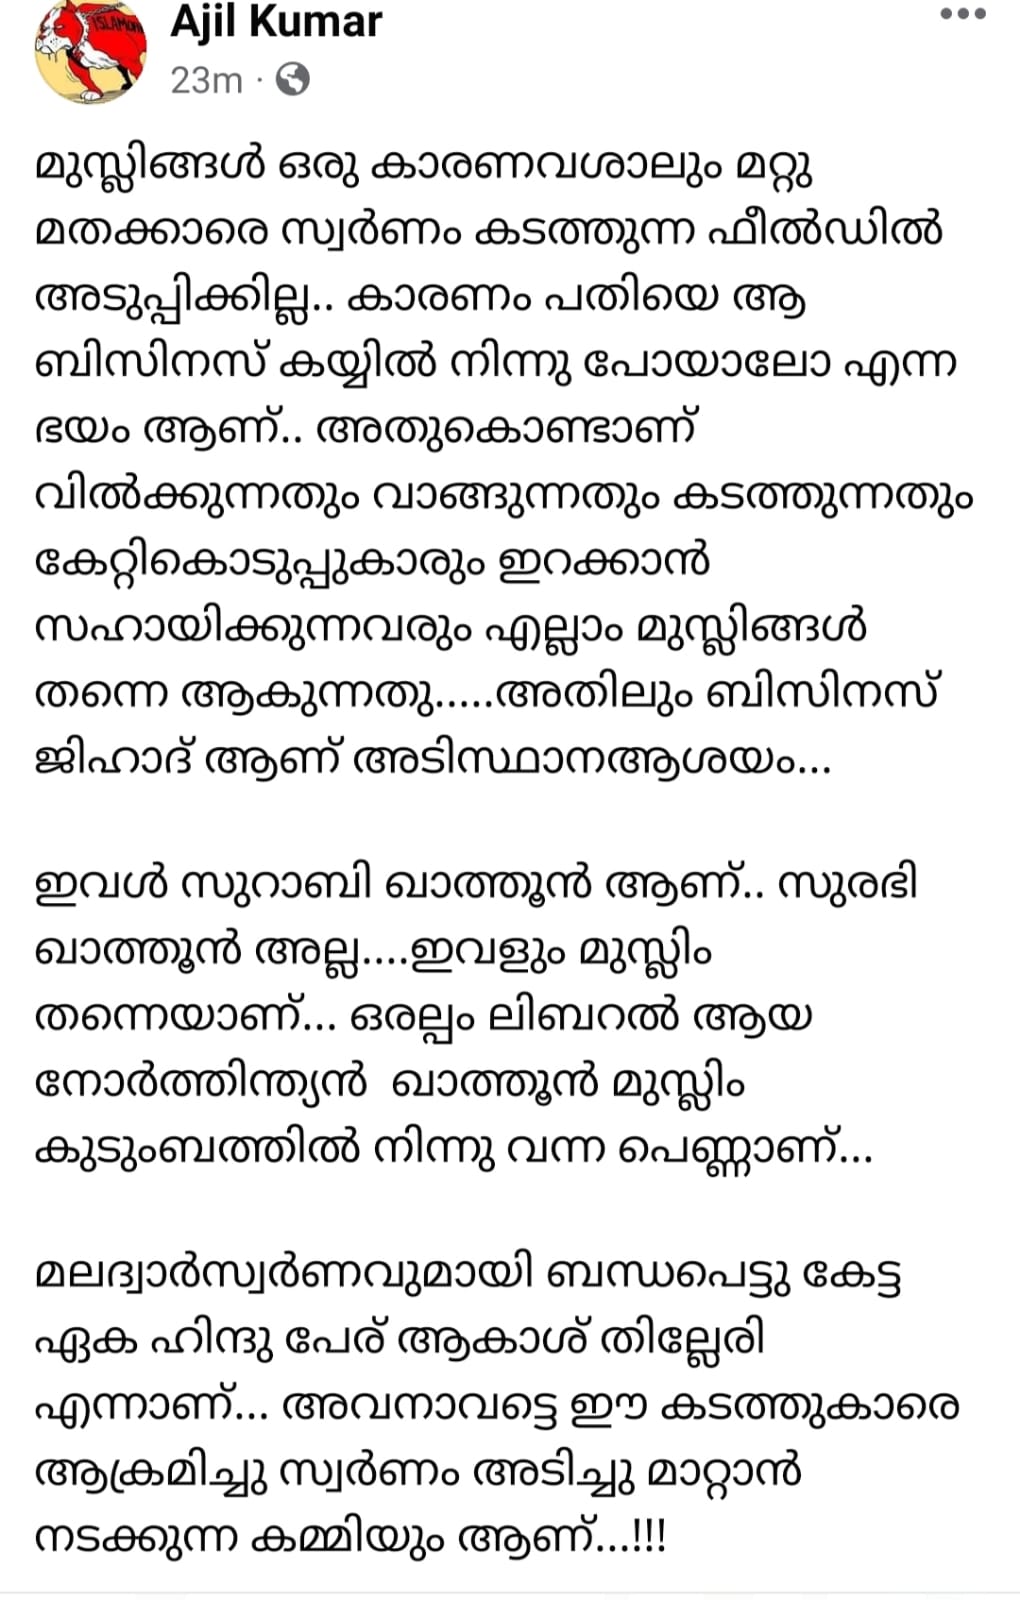 ISLAMO
Ajil Kumar
23m ·
മുസ്ലിങ്ങൾ ഒരു കാരണവശാലും മറ്റു
മതക്കാരെ സ്വർണം കടത്തുന്ന ഫീൽഡിൽ
അടുപ്പിക്കില്ല.. കാരണം പതിയെ ആ
ബിസിനസ് കയ്യിൽ നിന്നു പോയാലോ എന്ന
ഭയം ആണ്.. അതുകൊണ്ടാണ്
വിൽക്കുന്നതും വാങ്ങുന്നതും കടത്തുന്നതും
കേറ്റികൊടുപ്പുകാരും ഇറക്കാൻ
സഹായിക്കുന്നവരും എല്ലാം മുസ്ലിങ്ങൾ
തന്നെ ആകുന്നതു.....അതിലും ബിസിനസ്
ജിഹാദ് ആണ് അടിസ്ഥാനആശയം...
ഇവൾ സുറാബി ഖാത്തൂൻ ആണ്.. സുരഭി
ഖാത്തൂൻ അല്ല....ഇവളും മുസ്ലിം
തന്നെയാണ്... ഒരല്പം ലിബറൽ ആയ
നോർത്തിന്ത്യൻ ഖാത്തൂൻ മുസ്ലിം
കുടുംബത്തിൽ നിന്നു വന്ന പെണ്ണാണ്...
മലദ്വാർസ്വർണവുമായി ബന്ധപെട്ടു കേട്ട
ഏക ഹിന്ദു പേര് ആകാശ് തില്ലേരി
എന്നാണ്... അവനാവട്ടെ ഈ കടത്തുകാരെ
ആക്രമിച്ചു സ്വർണം അടിച്ചു മാറ്റാൻ
നടക്കുന്ന കമ്മിയും ആണ്...!!!